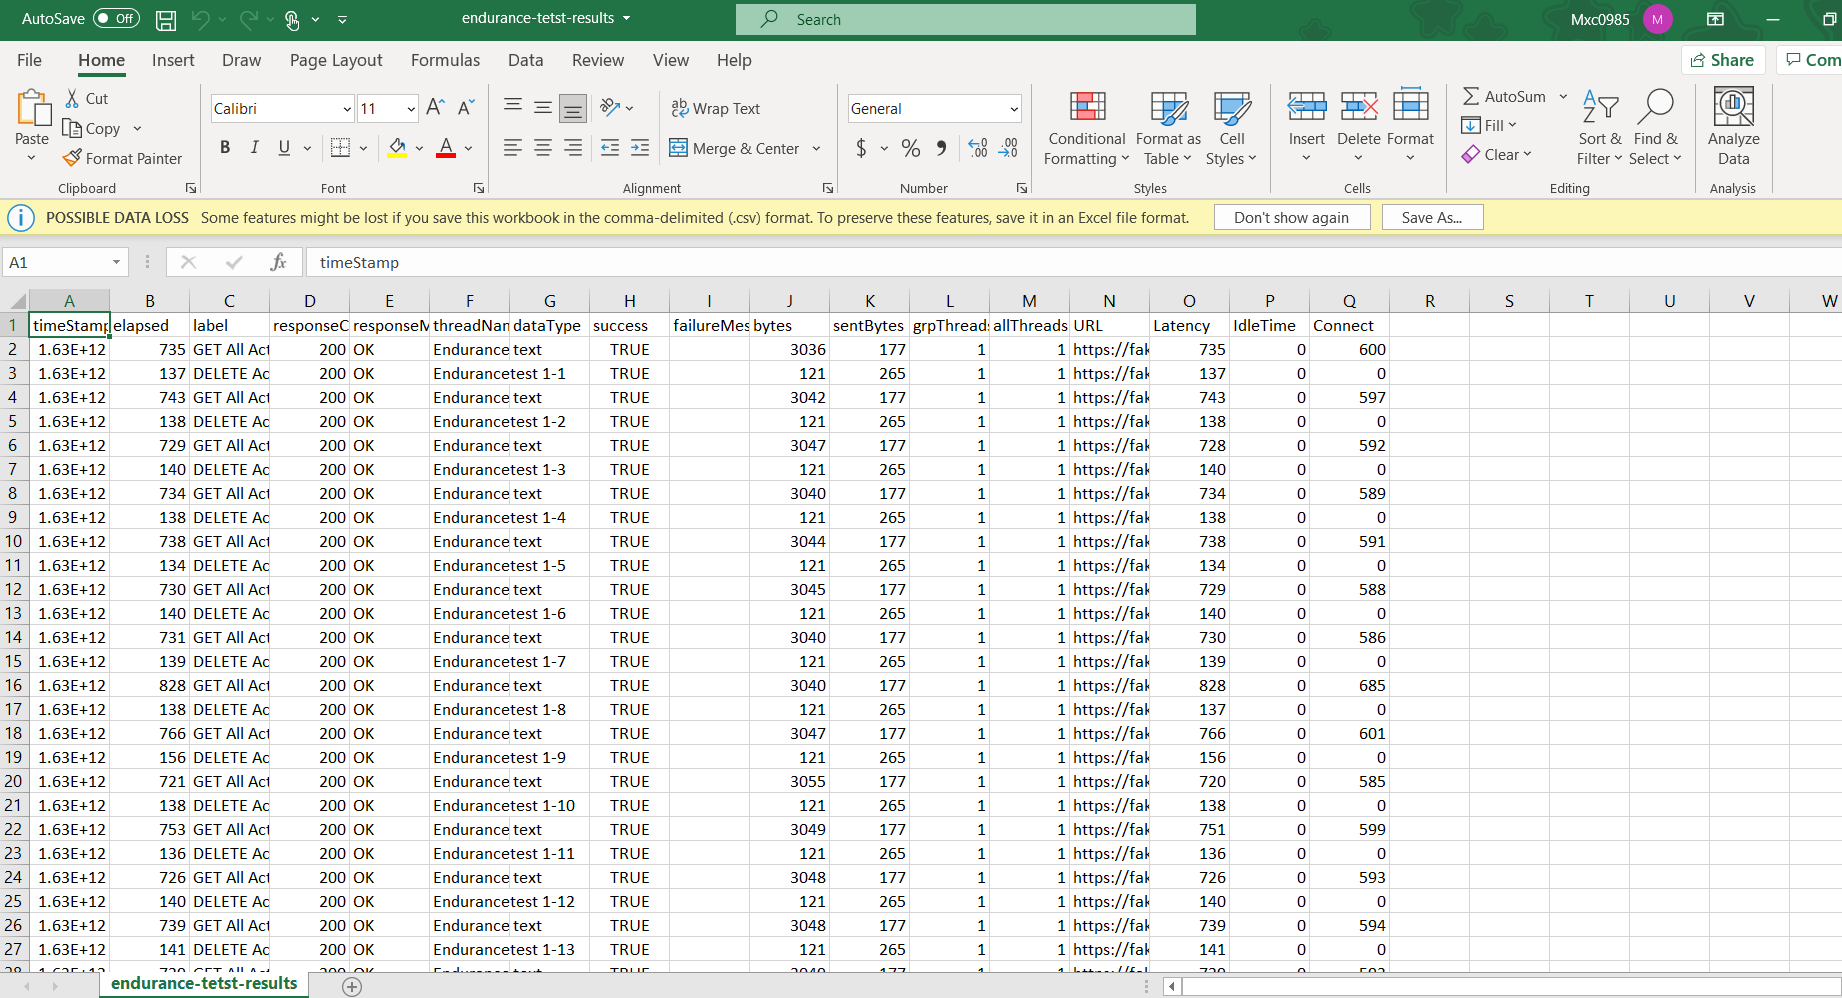 AutoSave Off endurance-tetst-results Search Mxc0985 M
File Home Insert Draw Page Layout Formulas Data Review View Help Share Com
Paste Cut Copy Format Painter Clipboard
Calibri 11 A A B I U A Font
ab Wrap Text Merge & Center Alignment
General $ % 9 .00 .00 Number
Conditional Formatting Format as Table Cell Styles Styles
Insert Delete Format Cells
AutoSum Fill Clear Sort & Filter Find & Select Editing
Analyze Data Analysis
POSSIBLE DATA LOSS Some features might be lost if you save this workbook in the comma-delimited (.csv) format. To preserve these features, save it in an Excel file format. Don't show again Save As...
A1 fx timeStamp
A B C D E F G H I J K L M N O P Q R S T U V W
1 timeStamp elapsed label responseC responseM threadNam dataType success failureMes bytes sentBytes grpThreads allThreads URL Latency IdleTime Connect
2 1.63E+12 735 GET All Act 200 OK Endurance text TRUE 3036 177 1 1 https://fak 735 0 600
3 1.63E+12 137 DELETE Ac 200 OK Endurancetest 1-1 TRUE 121 265 1 1 https://fak 137 0 0
4 1.63E+12 743 GET All Act 200 OK Endurance text TRUE 3042 177 1 1 https://fak 743 0 597
5 1.63E+12 138 DELETE Ac 200 OK Endurancetest 1-2 TRUE 121 265 1 1 https://fak 138 0 0
6 1.63E+12 729 GET All Act 200 OK Endurance text TRUE 3047 177 1 1 https://fak 728 0 592
7 1.63E+12 140 DELETE Ac 200 OK Endurancetest 1-3 TRUE 121 265 1 1 https://fak 140 0 0
8 1.63E+12 734 GET All Act 200 OK Endurance text TRUE 3040 177 1 1 https://fak 734 0 589
9 1.63E+12 138 DELETE Ac 200 OK Endurancetest 1-4 TRUE 121 265 1 1 https://fak 138 0 0
10 1.63E+12 738 GET All Act 200 OK Endurance text TRUE 3044 177 1 1 https://fak 738 0 591
11 1.63E+12 134 DELETE Ac 200 OK Endurancetest 1-5 TRUE 121 265 1 1 https://fak 134 0 0
12 1.63E+12 730 GET All Act 200 OK Endurance text TRUE 3045 177 1 1 https://fak 729 0 588
13 1.63E+12 140 DELETE Ac 200 OK Endurancetest 1-6 TRUE 121 265 1 1 https://fak 140 0 0
14 1.63E+12 731 GET All Act 200 OK Endurance text TRUE 3040 177 1 1 https://fak 730 0 586
15 1.63E+12 139 DELETE Ac 200 OK Endurancetest 1-7 TRUE 121 265 1 1 https://fak 139 0 0
16 1.63E+12 828 GET All Act 200 OK Endurance text TRUE 3040 177 1 1 https://fak 828 0 685
17 1.63E+12 138 DELETE Ac 200 OK Endurancetest 1-8 TRUE 121 265 1 1 https://fak 137 0 0
18 1.63E+12 766 GET All Act 200 OK Endurance text TRUE 3047 177 1 1 https://fak 766 0 601
19 1.63E+12 156 DELETE Ac 200 OK Endurancetest 1-9 TRUE 121 265 1 1 https://fak 156 0 0
20 1.63E+12 721 GET All Act 200 OK Endurance text TRUE 3055 177 1 1 https://fak 720 0 585
21 1.63E+12 138 DELETE Ac 200 OK Endurancetest 1-10 TRUE 121 265 1 1 https://fak 138 0 0
22 1.63E+12 753 GET All Act 200 OK Endurance text TRUE 3049 177 1 1 https://fak 751 0 599
23 1.63E+12 136 DELETE Ac 200 OK Endurancetest 1-11 TRUE 121 265 1 1 https://fak 136 0 0
24 1.63E+12 726 GET All Act 200 OK Endurance text TRUE 3048 177 1 1 https://fak 726 0 593
25 1.63E+12 140 DELETE Ac 200 OK Endurancetest 1-12 TRUE 121 265 1 1 https://fak 140 0 0
26 1.63E+12 739 GET All Act 200 OK Endurance text TRUE 3048 177 1 1 https://fak 739 0 594
27 1.63E+12 141 DELETE Ac 200 OK Endurancetest 1-13 TRUE 121 265 1 1 https://fak 141 0 0
endurance-tetst-results